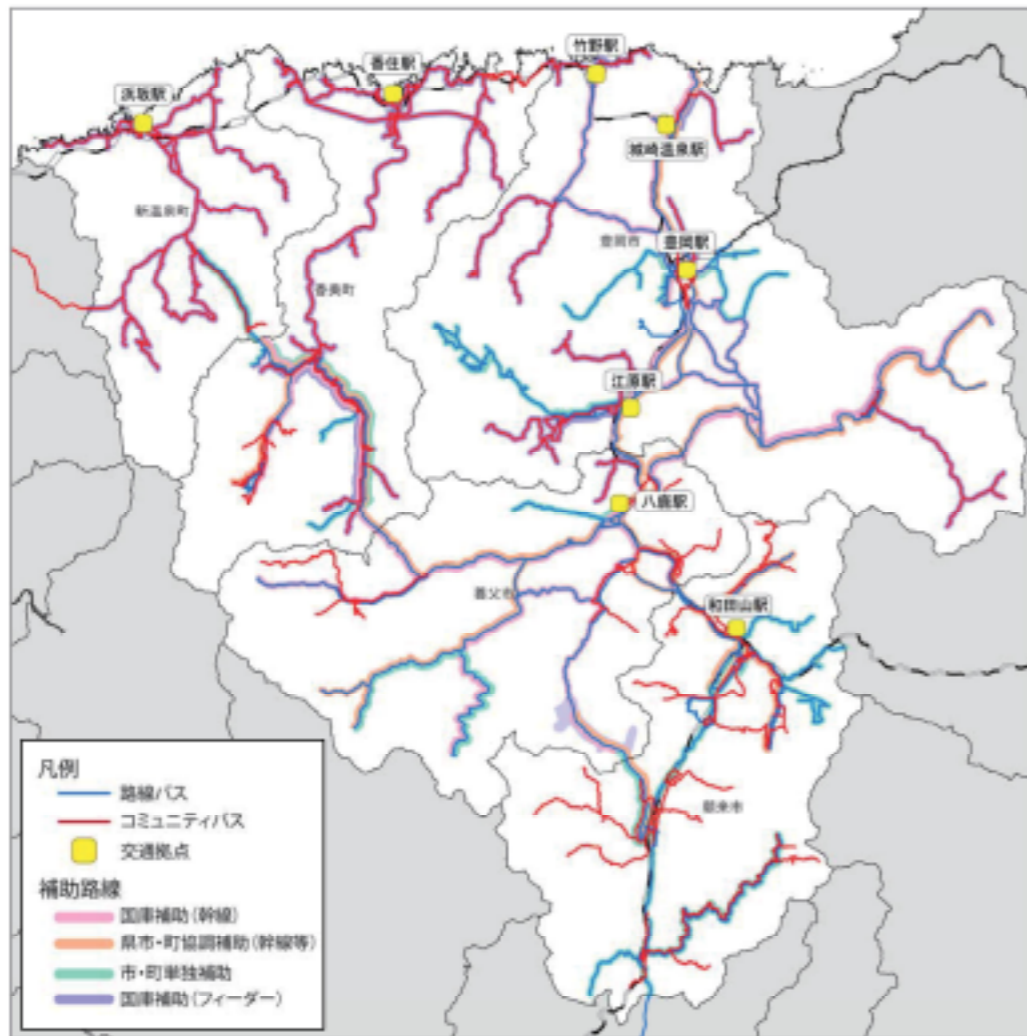 竹野駅
香住駅
浜坂駅
城崎温泉駅
新温泉町
豊岡市
豊岡駅
香美町
江原駅
八鹿駅
養父市
和田山駅
朝来市
凡例
路線バス
コミュニティバス
交通拠点
補助路線
国庫補助(幹線)
県市・町協調補助(幹線等)
市・町単独補助
国庫補助(フィーダー)